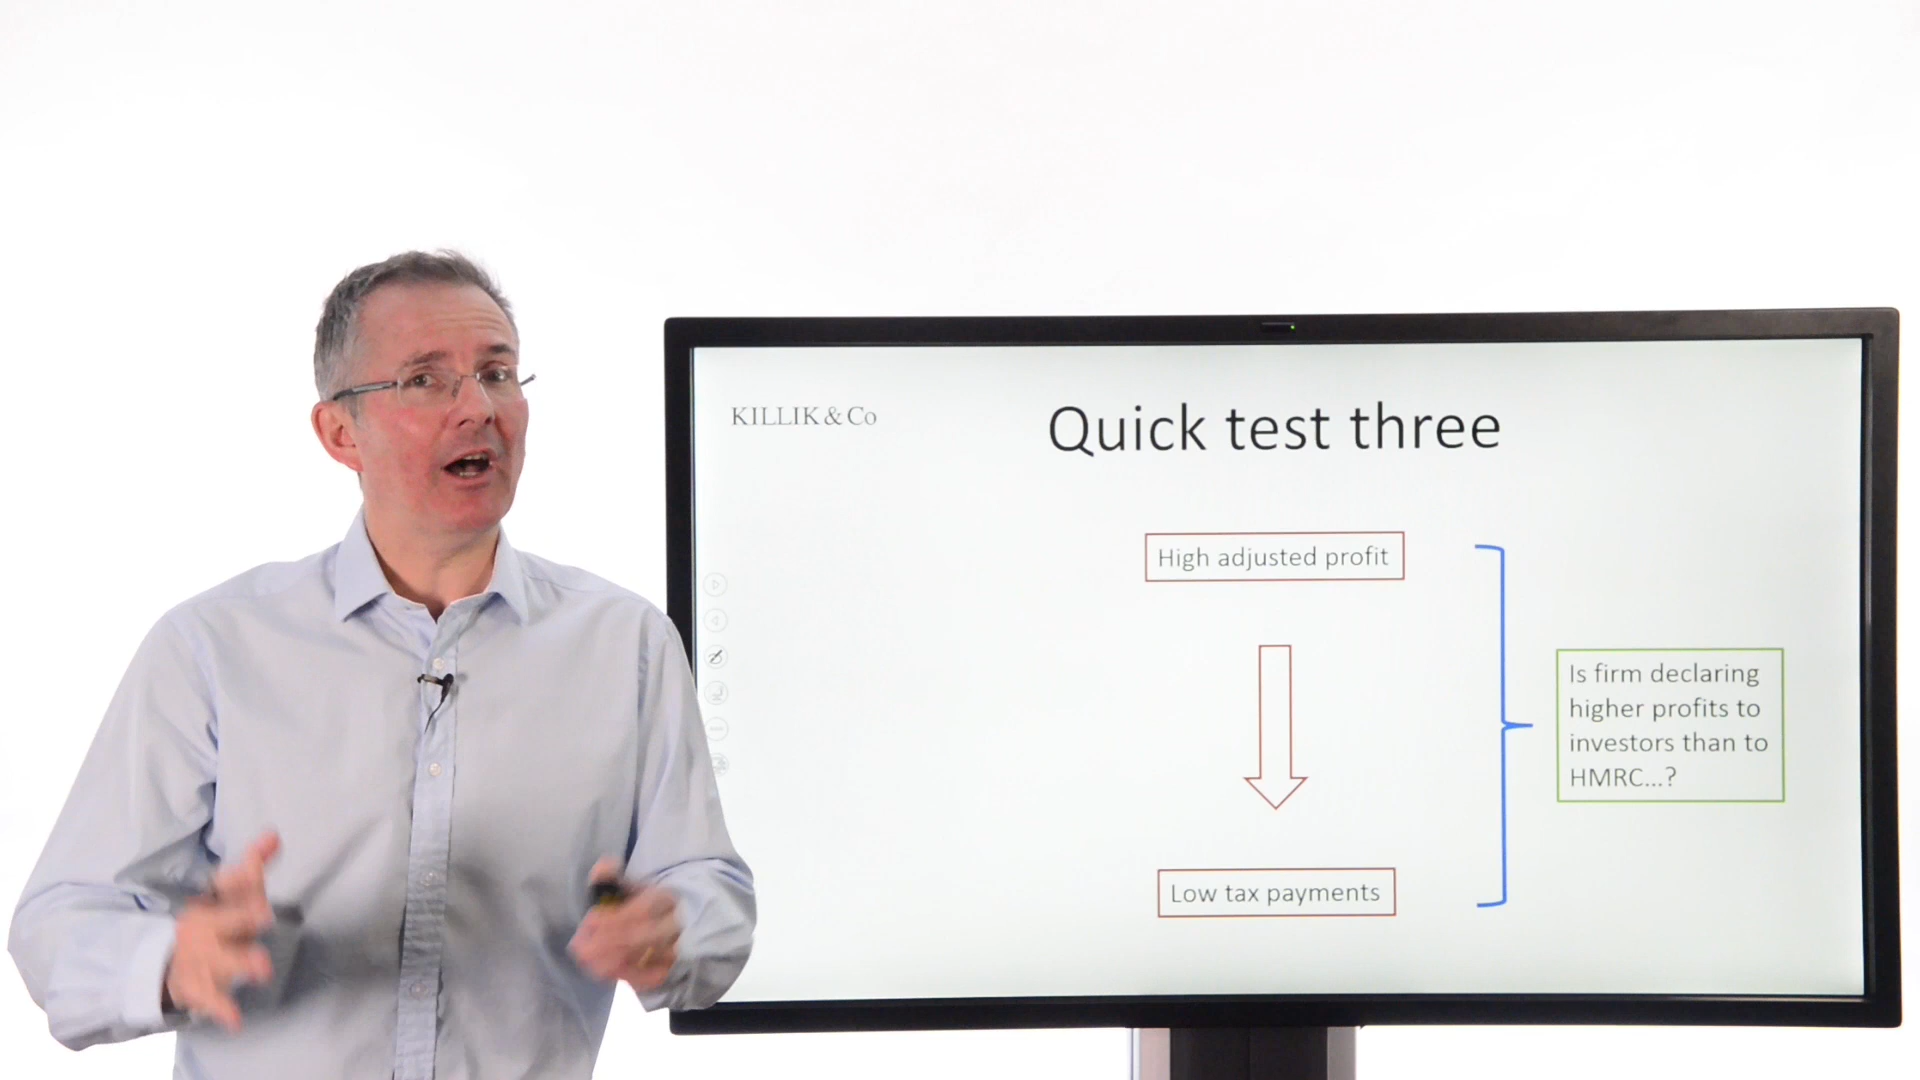 KILLIK & Co
Quick test three
High adjusted profit
Is firm declaring
higher profits to
investors than to
HMRC...?
Low tax payments